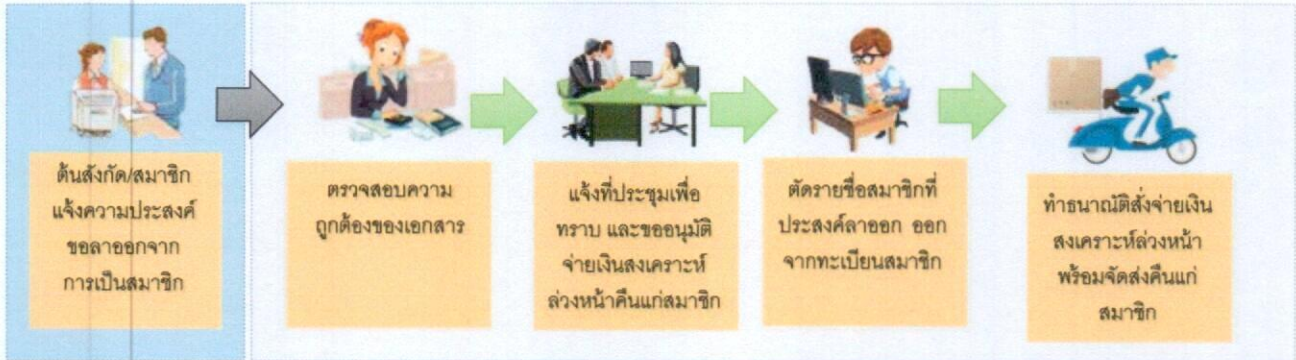 ต้นสังกัด/สมาชิก
แจ้งความประสงค์
ขอลาออกจาก
การเป็นสมาชิก
ตรวจสอบความ
ถูกต้องของเอกสาร
แจ้งที่ประชุมเพื่อ
ทราบ และขออนุมัติ
จ่ายเงินสงเคราะห์
ล่วงหน้าคืนแก่สมาชิก
ตัดรายชื่อสมาชิกที่
ประสงค์ลาออก ออก
จากทะเบียนสมาชิก
ทำธนาณัติสั่งจ่ายเงิน
สงเคราะห์ล่วงหน้า
พร้อมจัดส่งคืนแก่
สมาชิก